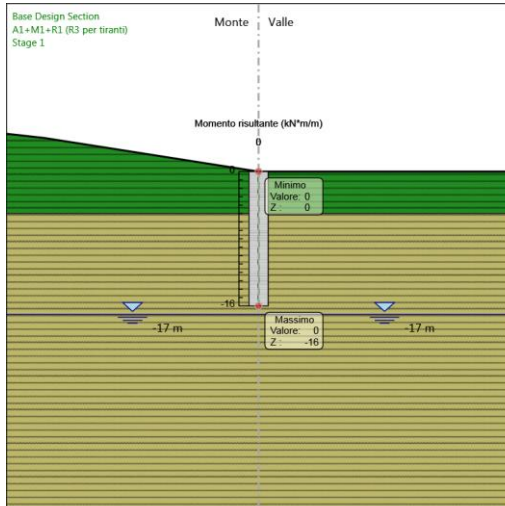 Base Design Section
A1+M1+R1 (R3 per tiranti)
Stage 1
Monte
Valle
Momento risultante (kN*m/m)
0
0
Minimo
Valore: 0
Z : 0
-16
-17 m
-17 m
Massimo
Valore: 0
Z : -16